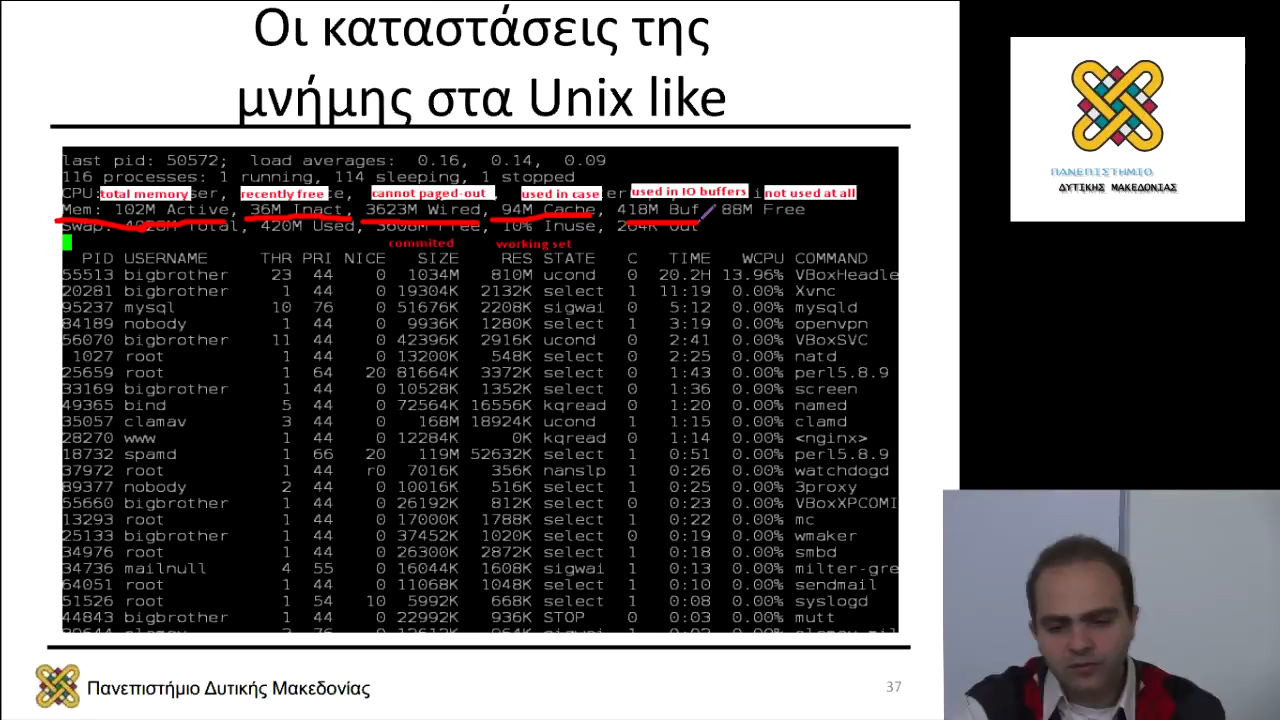 Οι καταστάσεις της
μνήμης στα Unix like
last pid: 50572; load averages: 0.16, 0.14, 0.09
116 processes: 1 running, 114 sleeping, 1 stopped
CPU:
total memory
recently free
cannot paged-out
used in case
used in IO buffers
not used at all
Mem: 102M Active, 36M Inact, 3623M Wired, 94M Cache, 418M Buf, 88M Free
Swap: 4028M Total, 420M Used, 3608M Free, 10% Inuse, 264K Out
commited
working set
PID USERNAME THR PRI NICE SIZE RES STATE C TIME WCPU COMMAND
55513 bigbrother 23 44 0 1034M 810M ucond 0 20.2H 13.96% VBoxHeadle
20281 bigbrother 1 44 0 19304K 2132K select 1 11:19 0.00% Xvnc
95237 mysql 10 76 0 51676K 2208K sigwai 0 5:12 0.00% mysqld
84189 nobody 1 44 0 9936K 1280K select 1 3:19 0.00% openvpn
56070 bigbrother 11 44 0 42396K 2916K ucond 0 2:41 0.00% VBoxSVC
1027 root 1 44 0 13200K 548K select 0 2:25 0.00% natd
25659 root 1 64 20 81664K 3372K select 1 1:43 0.00% perl5.8.9
33169 bigbrother 1 44 0 10528K 1352K select 1 1:36 0.00% screen
49365 bind 5 44 0 72564K 16556K kqread 0 1:20 0.00% named
35057 clamav 3 44 0 168M 18924K ucond 1 1:15 0.00% clamd
28270 www 1 44 0 12284K 0K kqread 0 1:14 0.00% <nginx>
18732 spamd 1 66 20 119M 52632K select 1 0:51 0.00% perl5.8.9
37972 root 1 44 r0 7016K 356K nanslp 1 0:26 0.00% watchdogd
89377 nobody 2 44 0 10016K 516K select 1 0:25 0.00% 3proxy
55660 bigbrother 1 44 0 26192K 812K select 0 0:23 0.00% VBoxXPCOMI
13293 root 1 44 0 17000K 1788K select 1 0:22 0.00% mc
25133 bigbrother 1 44 0 37452K 1020K select 0 0:19 0.00% wmaker
34976 root 1 44 0 26300K 2872K select 1 0:18 0.00% smbd
34736 mailnull 4 55 0 16044K 1608K sigwai 1 0:13 0.00% milter-gre
64051 root 1 44 0 11068K 1048K select 1 0:10 0.00% sendmail
51526 root 1 54 10 5992K 668K select 1 0:08 0.00% syslogd
44843 bigbrother 1 44 0 22992K 936K STOP 0 0:03 0.00% mutt
Πανεπιστήμιο Δυτικής Μακεδονίας
37
ΠΑΝΕΠΙΣΤΗΜΙΟ
ΔΥΤΙΚΗΣ ΜΑΚΕΔΟΝΙΑΣ